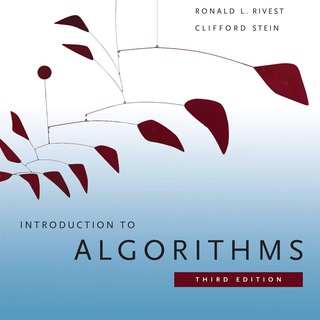 RONALD L. RIVEST
CLIFFORD STEIN
INTRODUCTION TO
ALGORITHMS
THIRD EDITION